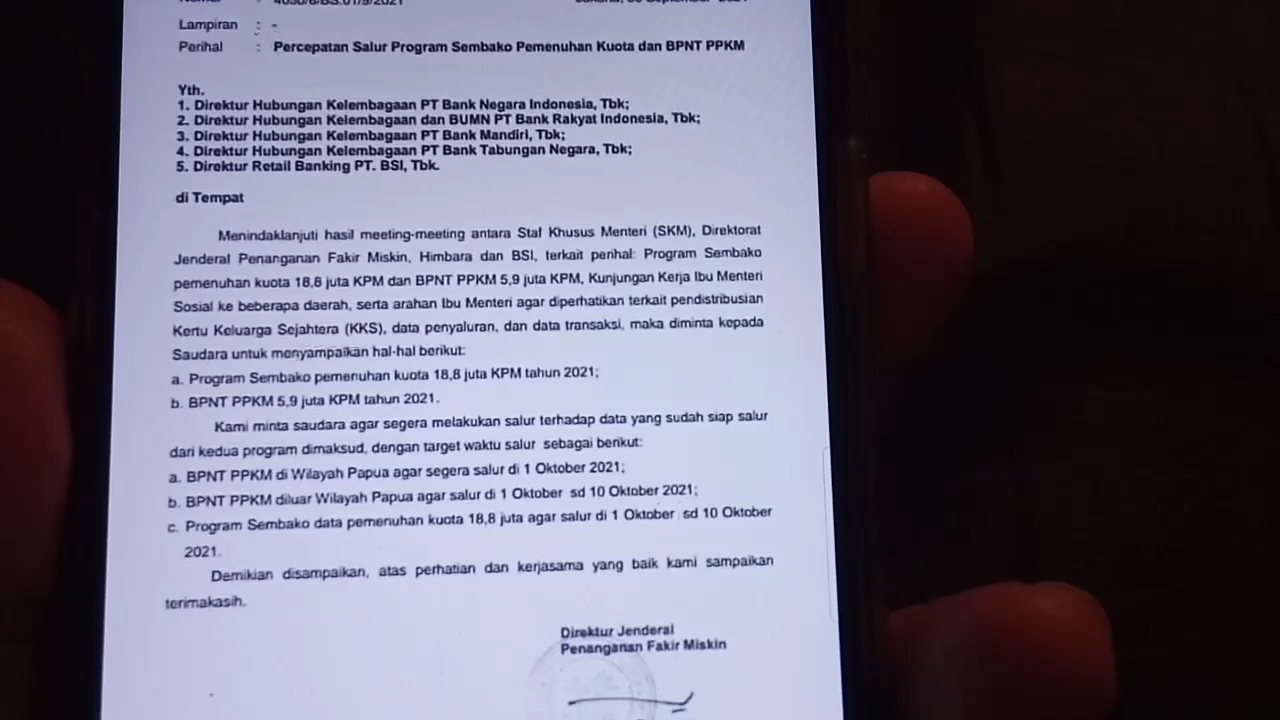 Lampiran : -
Perihal : Percepatan Salur Program Sembako Pemenuhan Kuota dan BPNT PPKM
Yth.
1. Direktur Hubungan Kelembagaan PT Bank Negara Indonesia, Tbk;
2. Direktur Hubungan Kelembagaan dan BUMN PT Bank Rakyat Indonesia, Tbk;
3. Direktur Hubungan Kelembagaan PT Bank Mandiri, Tbk;
4. Direktur Hubungan Kelembagaan PT Bank Tabungan Negara, Tbk;
5. Direktur Retail Banking PT. BSI, Tbk.
di Tempat
Menindaklanjuti hasil meeting-meeting antara Staf Khusus Menteri (SKM), Direktorat
Jenderal Penanganan Fakir Miskin, Himbara dan BSI, terkait perihal: Program Sembako
pemenuhan kuota 18,8 juta KPM dan BPNT PPKM 5,9 juta KPM, Kunjungan Kerja Ibu Menteri
Sosial ke beberapa daerah, serta arahan Ibu Menteri agar diperhatikan terkait pendistribusian
Kertu Keluarga Sejahtera (KKS), data penyaluran, dan data transaksi, maka diminta kepada
Saudara untuk menyampaikan hal-hal berikut:
a. Program Sembako pemenuhan kuota 18,8 juta KPM tahun 2021;
b. BPNT PPKM 5,9 juta KPM tahun 2021.
Kami minta saudara agar segera melakukan salur terhadap data yang sudah siap salur
dari kedua program dimaksud, dengan target waktu salur sebagai berikut:
a. BPNT PPKM di Wilayah Papua agar segera salur di 1 Oktober 2021;
b. BPNT PPKM diluar Wilayah Papua agar salur di 1 Oktober sd 10 Oktober 2021;
c. Program Sembako data pemenuhan kuota 18,8 juta agar salur di 1 Oktober sd 10 Oktober
2021.
Demikian disampaikan, atas perhatian dan kerjasama yang baik kami sampaikan
terimakasih.
Direktur Jenderal
Penanganan Fakir Miskin